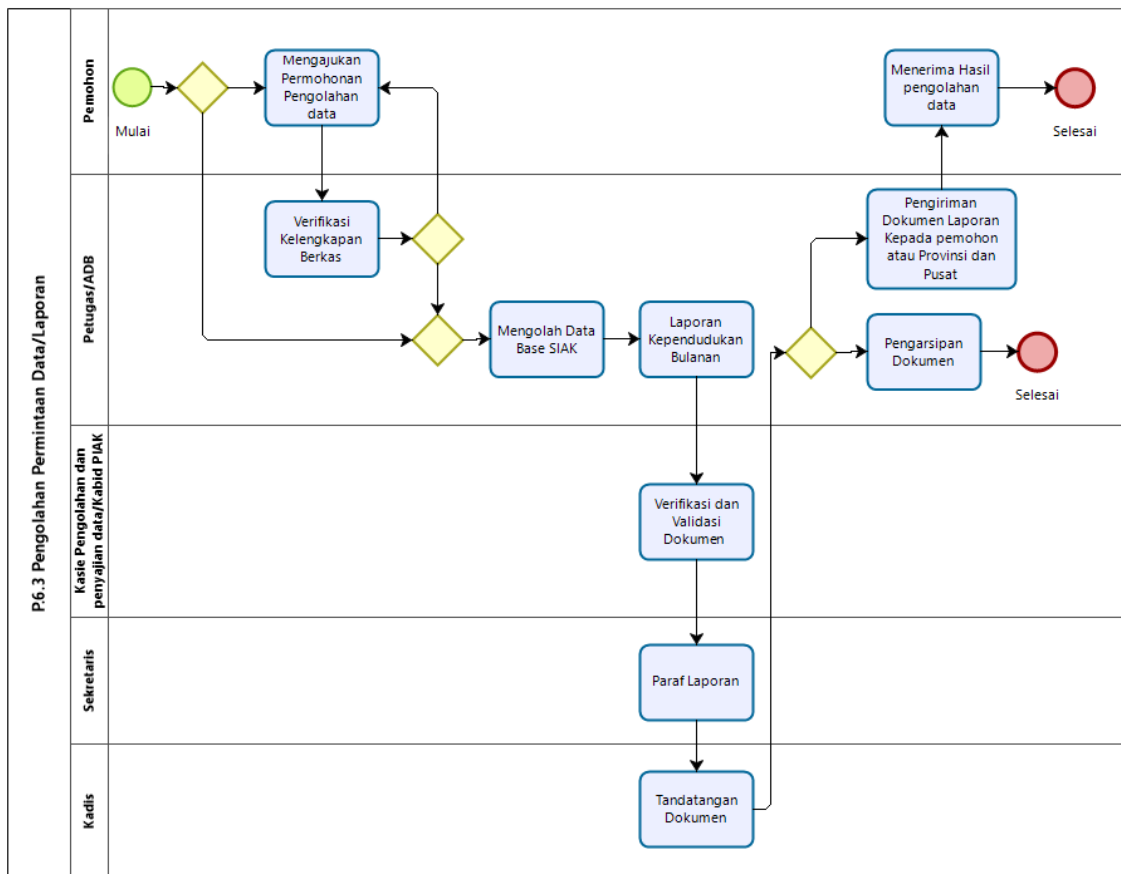 P.6.3 Pengolahan Permintaan Data/Laporan
Pemohon
Mulai
Mengajukan
Permohonan
Pengolahan
data
Menerima Hasil
pengolahan
data
Selesai
Petugas/ADB
Verifikasi
Kelengkapan
Berkas
Mengolah Data
Base SIAK
Laporan
Kependudukan
Bulanan
Pengiriman
Dokumen Laporan
Kepada pemohon
atau Provinsi dan
Pusat
Pengarsipan
Dokumen
Selesai
Kasie Pengolahan dan
penyajian data/Kabid PIAK
Verifikasi dan
Validasi
Dokumen
Sekretaris
Paraf Laporan
Kadis
Tandatangan
Dokumen